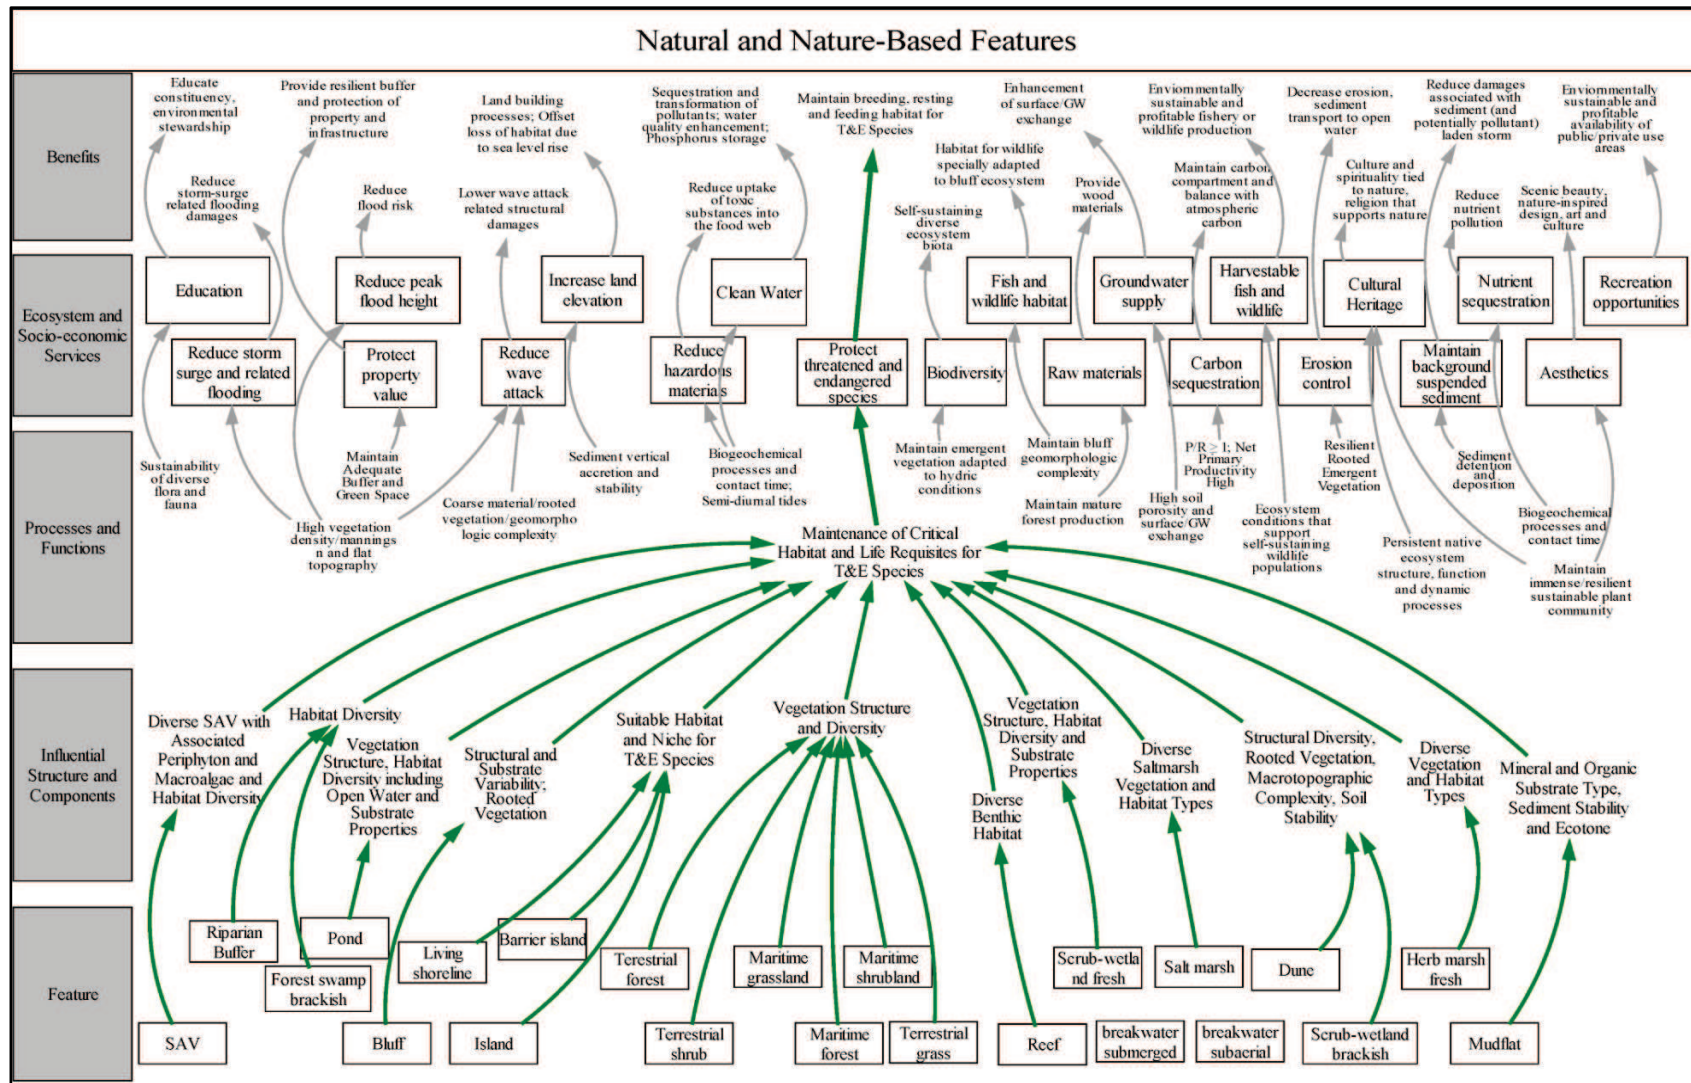 Natural and Nature-Based Features
Benefits
Educate
constituency,
environmental
stewardship
Provide resilient buffer
and protection of
property and
infrastructure
Land building
processes; Offset
loss of habitat due
to sea level rise
Sequestration and
transformation of
pollutants; water
quality enhancement;
Phosphorus storage
Maintain breeding, resting
and feeding habitat for
T&E Species
Enhancement
of surface/GW
exchange
Enviornmentally
sustainable and
profitable fishery or
wildlife production
Decrease erosion,
sediment
transport to open
water
Reduce damages
associated with
sediment (and
potentially pollutant)
laden storm
Enviornmentally
sustainable and
profitable
availability of
public/private use
areas
Reduce
storm-surge
related flooding
damages
Reduce
flood risk
Lower wave attack
related structural
damages
Reduce uptake
of toxic
substances into
the food web
Self-sustaining
diverse
ecosystem
biota
Habitat for wildlife
specially adapted
to bluff ecosystem
Provide
wood
materials
Maintain carbon
compartment and
balance with
atmospheric
carbon
Culture and
spirituality tied
to nature,
religion that
supports nature
Reduce
nutrient
pollution
Scenic beauty,
nature-inspired
design, art and
culture
Ecosystem and
Socio-economic
Services
Education
Reduce peak
flood height
Increase land
elevation
Clean Water
Fish and
wildlife habitat
Groundwater
supply
Harvestable
fish and
wildlife
Cultural
Heritage
Nutrient
sequestration
Recreation
opportunities
Reduce storm
surge and related
flooding
Protect
property
value
Reduce
wave
attack
Reduce
hazardous
materials
Protect
threatened and
endangered
species
Biodiversity
Raw materials
Carbon
sequestration
Erosion
control
Maintain
background
suspended
sediment
Aesthetics
Processes and
Functions
Sustainability
of diverse
flora and
fauna
Maintain
Adequate
Buffer and
Green Space
High vegetation
density/mannings
n and flat
topography
Coarse material/rooted
vegetation/geomorpho
logic complexity
Sediment vertical
accretion and
stability
Biogeochemical
processes and
contact time;
Semi-diurnal tides
Maintenance of Critical
Habitat and Life Requisites for
T&E Species
Maintain emergent
vegetation adapted
to hydric
conditions
Maintain bluff
geomorphologic
complexity
Maintain mature
forest production
High soil
porosity and
surface/GW
exchange
P/R ≥ 1; Net
Primary
Productivity
High
Ecosystem
conditions that
support
self-sustaining
wildlife
populations
Resilient
Rooted
Emergent
Vegetation
Persistent native
ecosystem
structure, function
and dynamic
processes
Sediment
detention and
deposition
Biogeochemical
processes and
contact time
Maintain
immense/resilient
sustainable plant
community
Influential
Structure and
Components
Diverse SAV with
Associated
Periphyton and
Macroalgae and
Habitat Diversity
Habitat Diversity
Vegetation
Structure, Habitat
Diversity including
Open Water and
Substrate
Properties
Structural and
Substrate
Variability;
Rooted
Vegetation
Suitable Habitat
and Niche for
T&E Species
Vegetation Structure
and Diversity
Diverse
Benthic
Habitat
Vegetation
Structure, Habitat
Diversity and
Substrate
Properties
Diverse
Saltmarsh
Vegetation and
Habitat Types
Structural Diversity,
Rooted Vegetation,
Macrotopographic
Complexity, Soil
Stability
Diverse
Vegetation
and Habitat
Types
Mineral and Organic
Substrate Type,
Sediment Stability
and Ecotone
Feature
Riparian
Buffer
Pond
Living
shoreline
Barrier island
Terestrial
forest
Maritime
grassland
Maritime
shrubland
Scrub-wetla
nd fresh
Salt marsh
Dune
Herb marsh
fresh
Forest swamp
brackish
SAV
Bluff
Island
Terrestrial
shrub
Maritime
forest
Terrestrial
grass
Reef
breakwater
submerged
breakwater
subaerial
Scrub-wetland
brackish
Mudflat